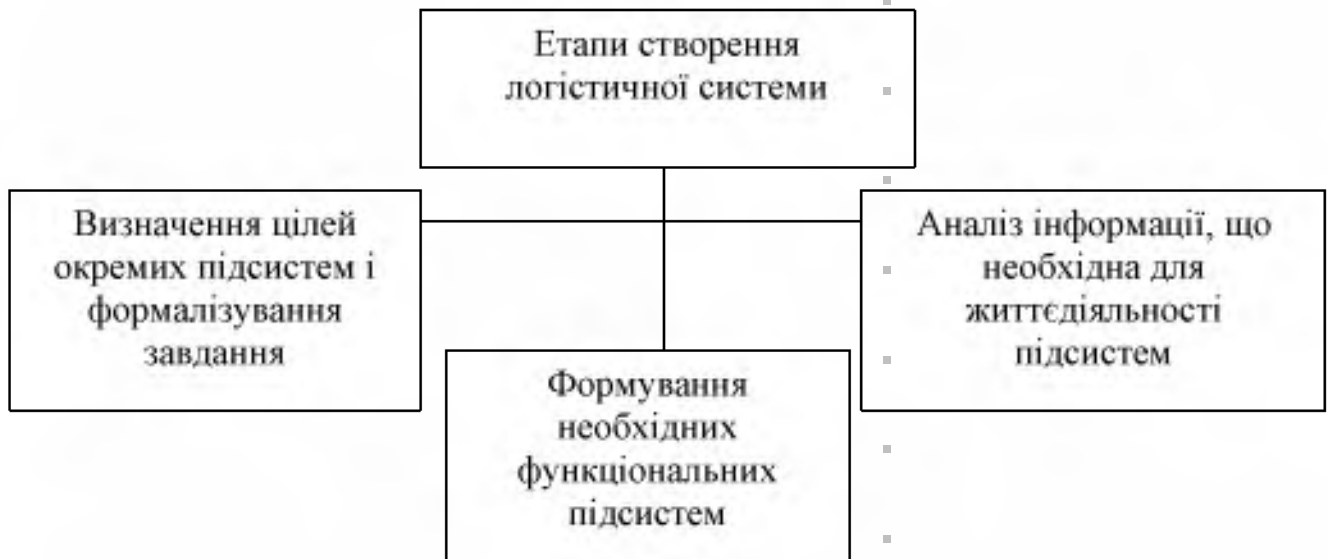 Етапи створення
логістичної системи
Визначення цілей
окремих підсистем і
формалізування
завдання
Формування
необхідних
функціональних
підсистем
Аналіз інформації, що
необхідна для
життєдіяльності
підсистем